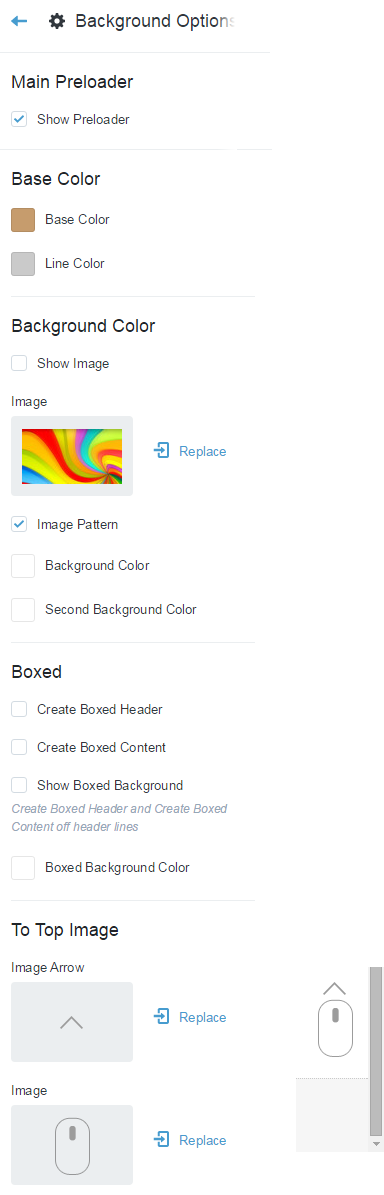 Background Options
Main Preloader
Show Preloader
Base Color
Base Color
Line Color
Background Color
Show Image
Image
Replace
Image Pattern
Background Color
Second Background Color
Boxed
Create Boxed Header
Create Boxed Content
Show Boxed Background
Create Boxed Header and Create Boxed
Content off header lines
Boxed Background Color
To Top Image
Image Arrow
Replace
Image
Replace